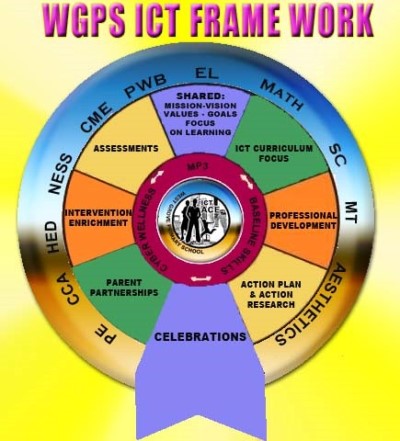 WGPS ICT FRAME WORK
EL
MATH
SC
MT
AESTHETICS
PE
CCA
HED
NESS
CME
PWB
SHARED:
MISSION-VISION
VALUES - GOALS
FOCUS
ON LEARNING
ICT CURRICULUM
FOCUS
PROFESSIONAL
DEVELOPMENT
ACTION PLAN
& ACTION
RESEARCH
CELEBRATIONS
PARENT
PARTNERSHIPS
INTERVENTION
ENRICHMENT
ASSESSMENTS
MP3
BASELINE SKILLS
CYBER WELLNESS
ICT
ACE
SCHOOL